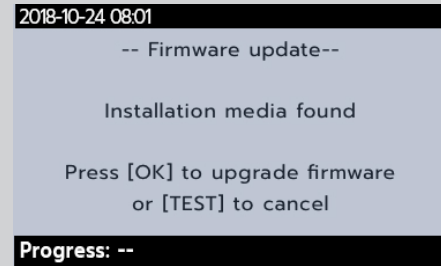 2018-10-24 08:01
-- Firmware update--
Installation media found
Press [OK] to upgrade firmware
or [TEST] to cancel
Progress: --